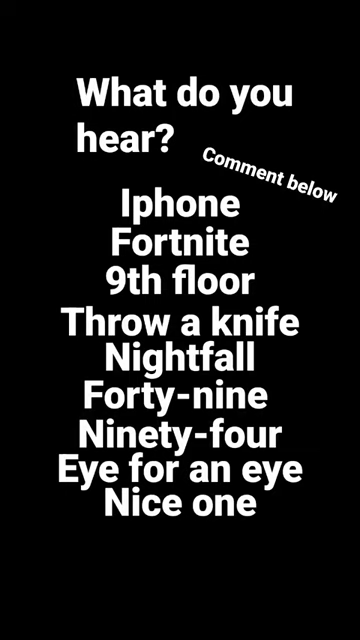 What do you
hear?
Comment below
Iphone
Fortnite
9th floor
Throw a knife
Nightfall
Forty-nine
Ninety-four
Eye for an eye
Nice one